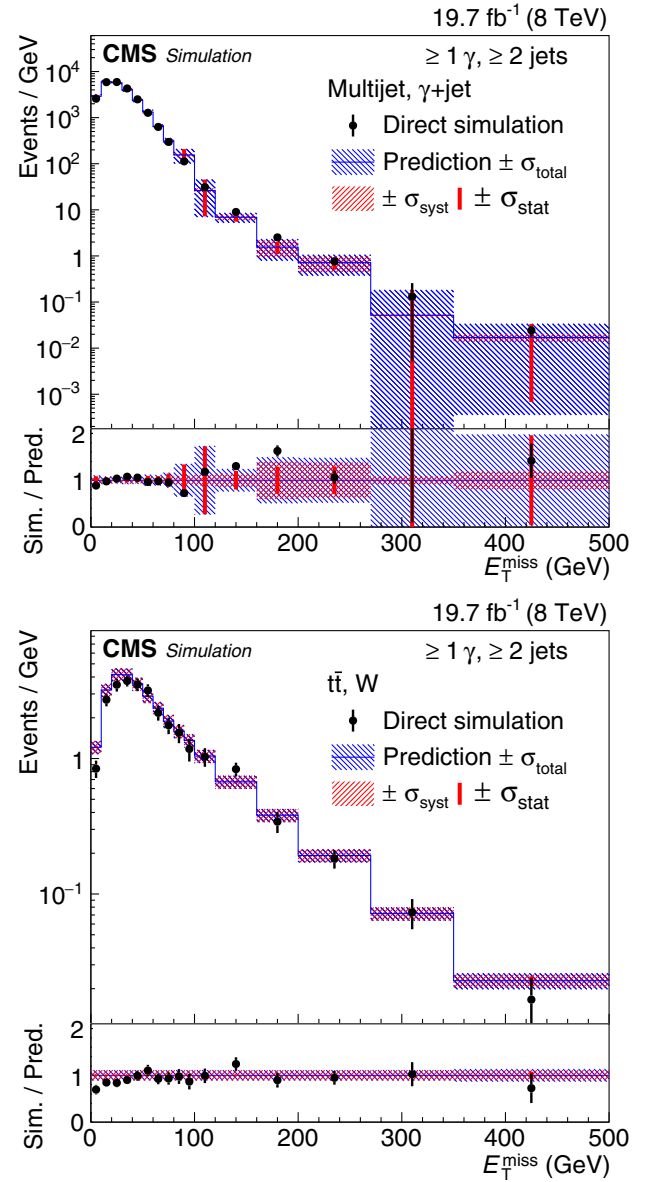 19.7 fb⁻¹ (8 TeV)
CMS Simulation ≥ 1 γ, ≥ 2 jets
Multijet, γ+jet
Direct simulation
Prediction ± σtotal
± σsyst ± σstat
Events / GeV
10⁴
10³
10²
10
1
10⁻¹
10⁻²
10⁻³
Sim. / Pred.
2
1
0
0 100 200 300 400 500
E_T^miss (GeV)
19.7 fb⁻¹ (8 TeV)
CMS Simulation ≥ 1 γ, ≥ 2 jets
tt̄, W
Direct simulation
Prediction ± σtotal
± σsyst ± σstat
Events / GeV
1
10⁻¹
Sim. / Pred.
2
1
0
0 100 200 300 400 500
E_T^miss (GeV)